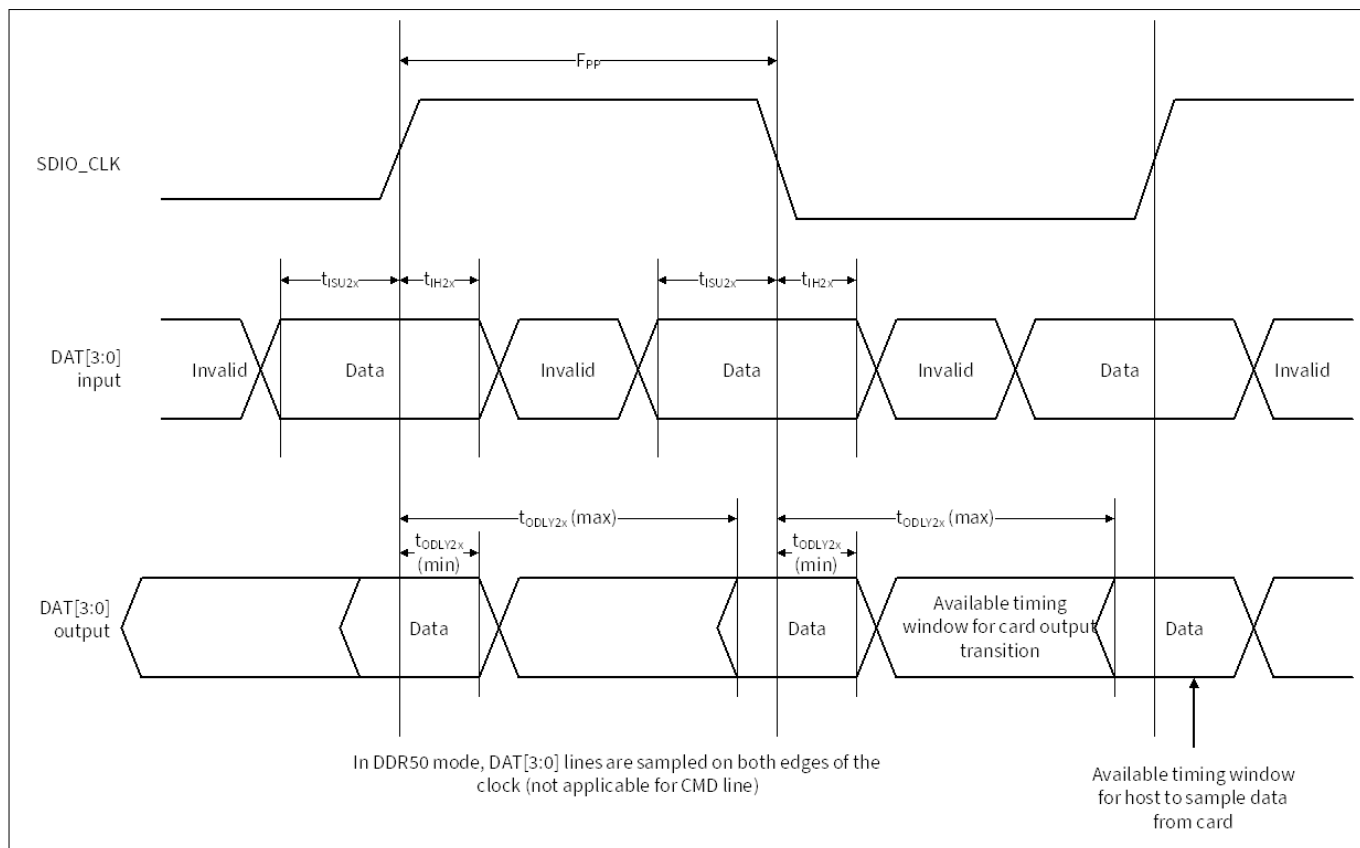 FPP
SDIO_CLK
tISU2x
tIH2x
tISU2x
tIH2x
DAT[3:0]
input
Invalid
Data
Invalid
Data
Invalid
Data
Invalid
tODLY2x (max)
tODLY2x (max)
tODLY2x
(min)
tODLY2x
(min)
DAT[3:0]
output
Data
Data
Available timing
window for card output
transition
Data
In DDR50 mode, DAT[3:0] lines are sampled on both edges of the
clock (not applicable for CMD line)
Available timing window
for host to sample data
from card